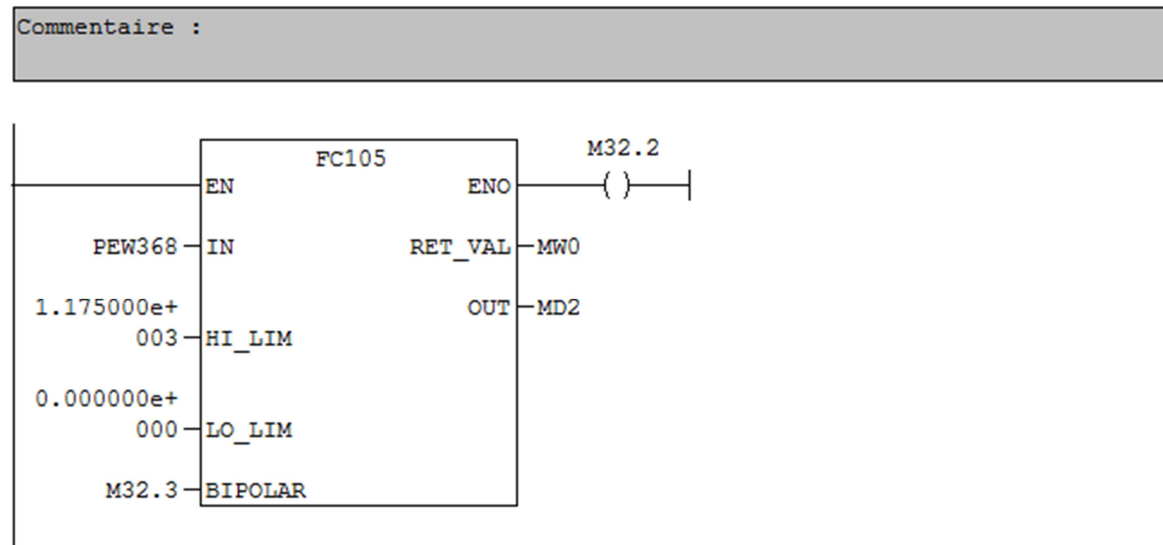 Commentaire :
M32.2
FC105
EN ENO
PEW368 IN RET_VAL MW0
1.175000e+ OUT MD2
003 HI_LIM
0.000000e+
000 LO_LIM
M32.3 BIPOLAR